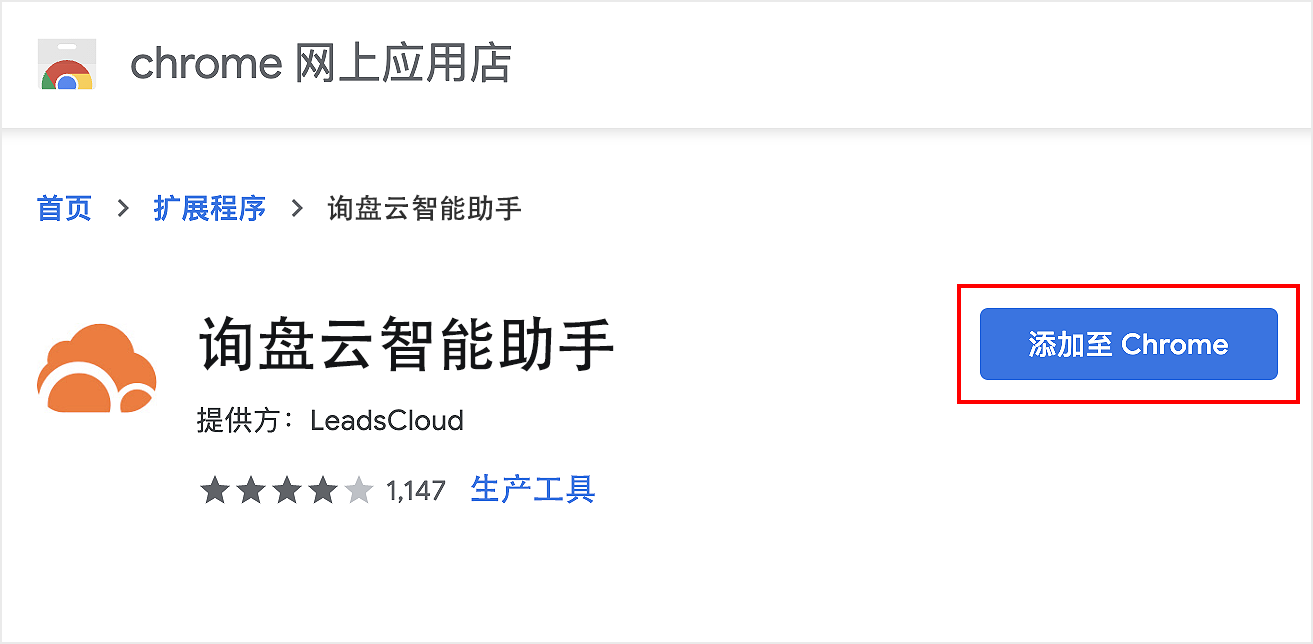 chrome 网上应用店
首页 > 扩展程序 > 询盘云智能助手
询盘云智能助手
添加至 Chrome
提供方：LeadsCloud
1,147 生产工具